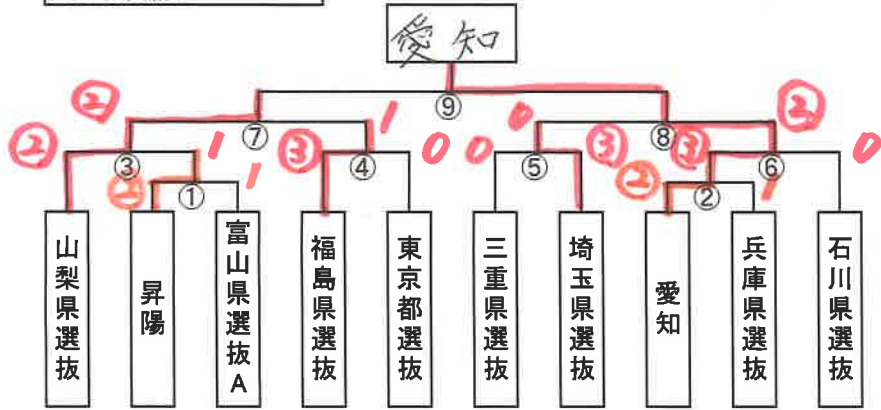 愛知
⑨
② 1 0 ②
⑦ ⑧
② 1 ③ 0 0 ③ ③ 0
③ ④ ⑤ ⑥
② 1 ② 1
① ②
山梨県選抜
昇陽
富山県選抜A
福島県選抜
東京都選抜
三重県選抜
埼玉県選抜
愛知
兵庫県選抜
石川県選抜